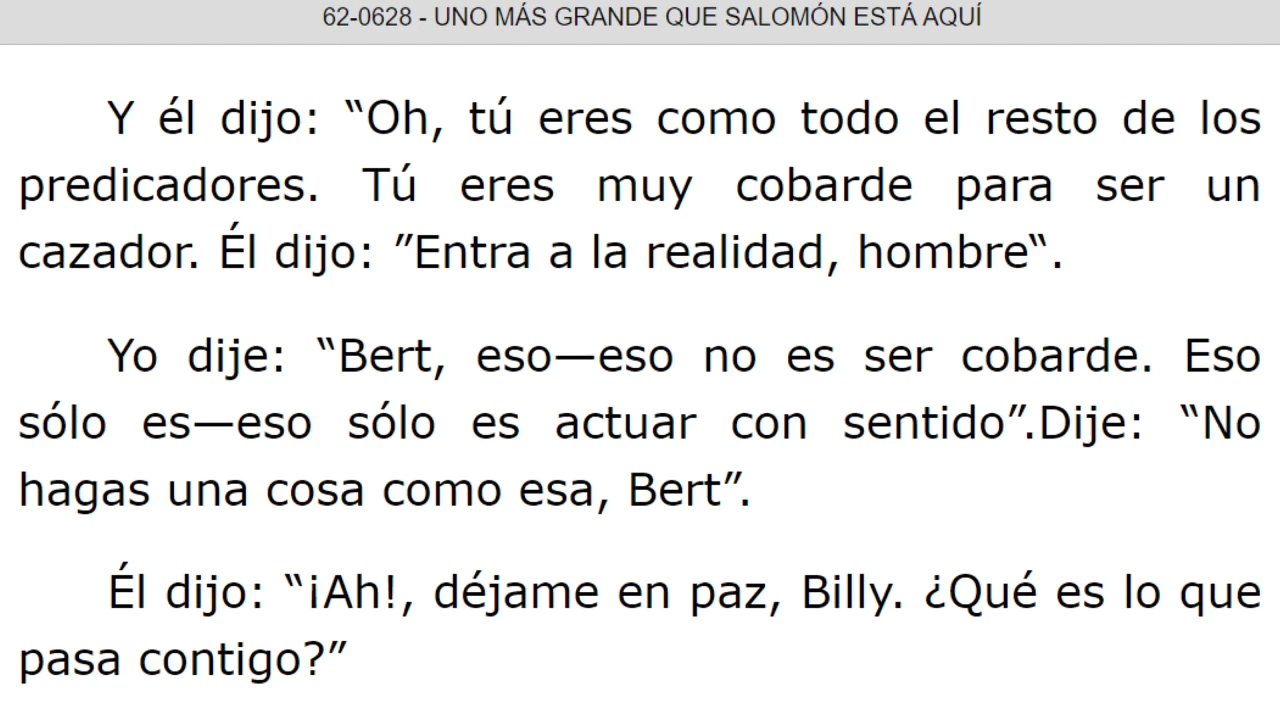 62-0628 - UNO MÁS GRANDE QUE SALOMÓN ESTÁ AQUÍ
Y él dijo: “Oh, tú eres como todo el resto de los
predicadores. Tú eres muy cobarde para ser un
cazador. Él dijo: ”Entra a la realidad, hombre“.
Yo dije: “Bert, eso—eso no es ser cobarde. Eso
sólo es—eso sólo es actuar con sentido”.Dije: “No
hagas una cosa como esa, Bert”.
Él dijo: “¡Ah!, déjame en paz, Billy. ¿Qué es lo que
pasa contigo?”